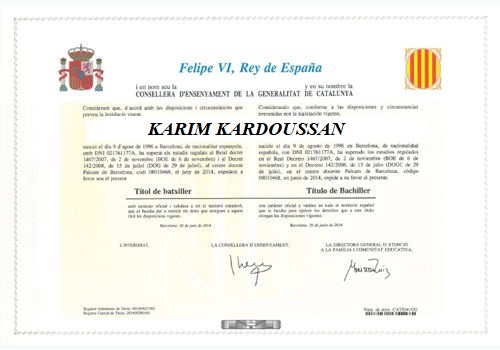 Felipe VI, Rey de España
i en nom seu la y en su nombre la
CONSELLERA D'ENSENYAMENT DE LA GENERALITAT DE CATALUNYA
Considerant que, d'acord amb les disposicions i circumstàncies que
preveu la legislació vigent,
Considerando que, conforme a las disposiciones y circunstancias
prevenidas por la legislación vigente,
KARIM KARDOUSSAN
nascut el dia 9 d'agost de 1996 a Barcelona, de nacionalitat espanyola,
amb DNI 021761177A, ha superat els estudis regulats al Reial decret
1467/2007, de 2 de novembre (BOE de 6 de novembre) i el Decret
142/2008, de 15 de juliol (DOGC de 29 de juliol), al centre docent
Palcam de Barcelona, codi 08010468, el juny de 2014, expedeix a
favor seu el present
nacido el día 9 de agosto de 1996 en Barcelona, de nacionalidad
española, con DNI 021761177A, ha superado los estudios regulados
en el Real Decreto 1467/2007, de 2 de noviembre (BOE de 6 de
noviembre) y en el Decreto 142/2008, de 15 de julio (DOGC de 29
de julio), en el centro docente Palcam de Barcelona, código
08010468, en junio de 2014, expide a su favor el presente
Títol de batxiller
Título de Bachiller
amb caràcter oficial i validesa a tot el territori espanyol,
que el faculta per a exercir els drets que atorguen a aquest
títol les disposicions vigents.
con carácter oficial y validez en todo el territorio español
que le faculta para ejercer los derechos que a este título
otorgan las disposiciones vigentes.
Barcelona, 26 de juny de 2014
Barcelona, 26 de junio de 2014
L'INTERESSAT,
LA CONSELLERA D'ENSENYAMENT,
LA DIRECTORA GENERAL D'ATENCIÓ
A LA FAMÍLIA I COMUNITAT EDUCATIVA,
Registre Autonòmic de Títols:
Registre Central de Títols:
Núm. de sèrie: